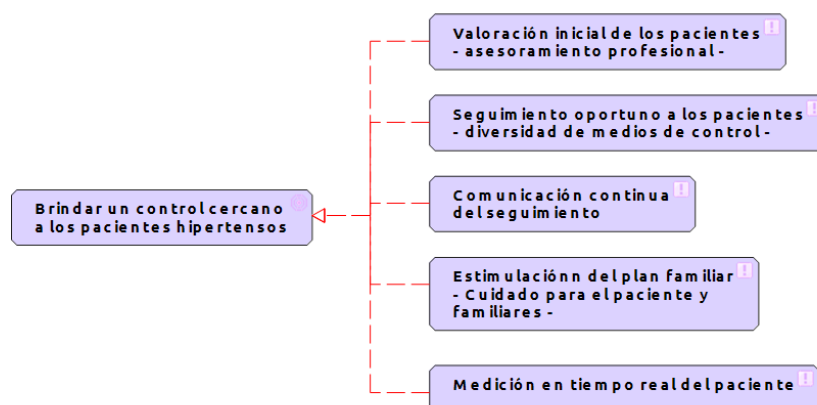 Valoración inicial de los pacientes
- asesoramiento profesional -
Seguimiento oportuno a los pacientes
- diversidad de medios de control -
Brindar un control cercano
a los pacientes hipertensos
Comunicación continua
del seguimiento
Estimulaciónn del plan familiar
- Cuidado para el paciente y
familiares -
Medición en tiempo real del paciente